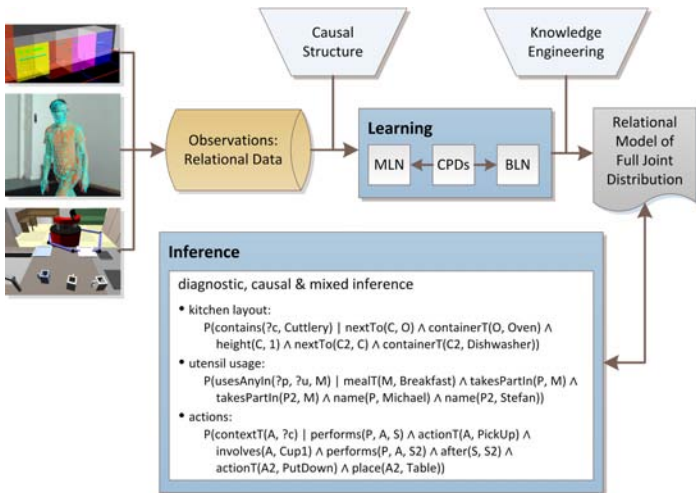 Causal
Structure
Knowledge
Engineering
Observations:
Relational Data
Learning
MLN
CPDs
BLN
Relational
Model of
Full Joint
Distribution
Inference
diagnostic, causal & mixed inference
• kitchen layout:
P(contains(?c, Cuttlery) | nextTo(C, O) ∧ containerT(O, Oven) ∧
height(C, 1) ∧ nextTo(C2, C) ∧ containerT(C2, Dishwasher))
• utensil usage:
P(usesAnyIn(?p, ?u, M) | mealT(M, Breakfast) ∧ takesPartIn(P, M) ∧
takesPartIn(P2, M) ∧ name(P, Michael) ∧ name(P2, Stefan))
• actions:
P(contextT(A, ?c) | performs(P, A, S) ∧ actionT(A, PickUp) ∧
involves(A, Cup1) ∧ performs(P, A, S2) ∧ after(S, S2) ∧
actionT(A2, PutDown) ∧ place(A2, Table))